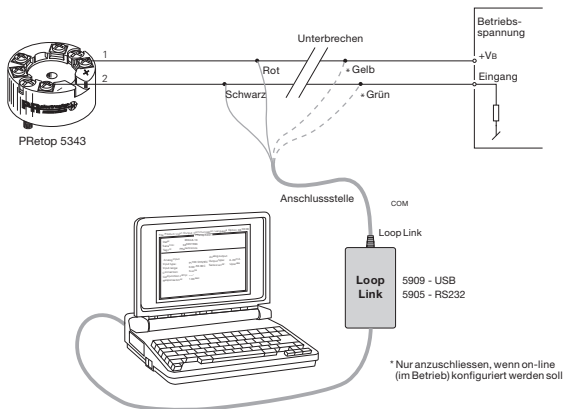 Betriebs-
spannung
Unterbrechen
1
+VB
Rot
* Gelb
Eingang
2
Schwarz
* Grün
PRetop 5343
Anschlussstelle
COM
Loop Link
Loop
Link
5909 - USB
5905 - RS232
* Nur anzuschliessen, wenn on-line
(im Betrieb) konfiguriert werden soll